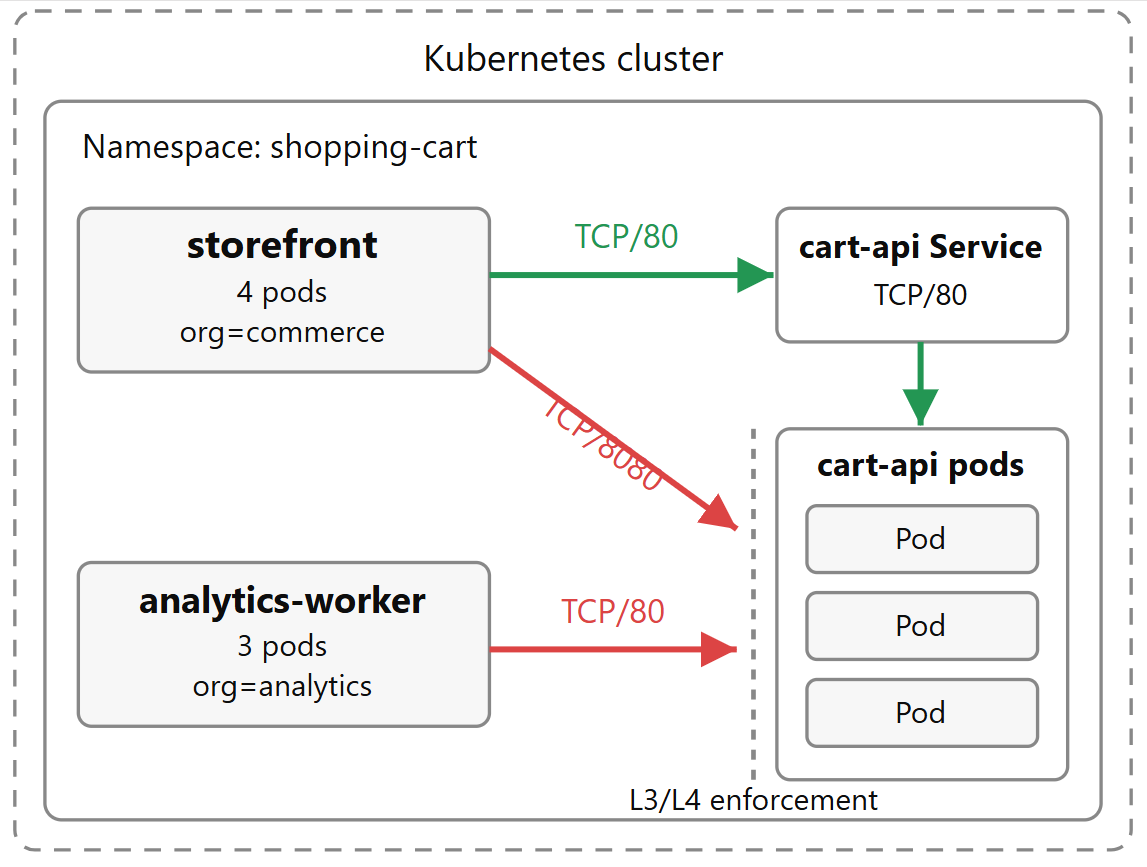 Kubernetes cluster
Namespace: shopping-cart
storefront
4 pods
org=commerce
TCP/80
cart-api Service
TCP/80
TCP/8080
cart-api pods
Pod
Pod
Pod
analytics-worker
3 pods
org=analytics
TCP/80
L3/L4 enforcement